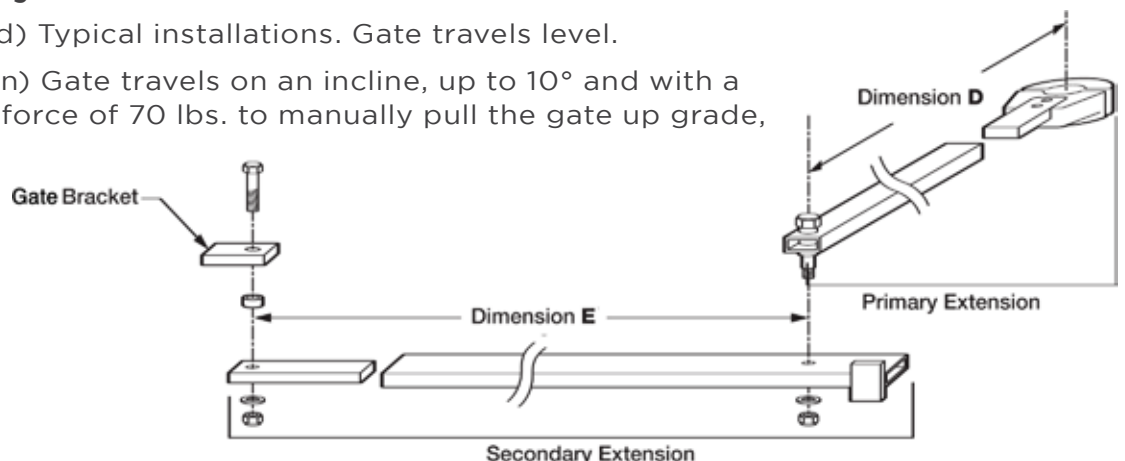 d) Typical installations. Gate travels level.
n) Gate travels on an incline, up to 10° and with a
force of 70 lbs. to manually pull the gate up grade,
Dimension D
Gate Bracket
Dimension E
Primary Extension
Secondary Extension